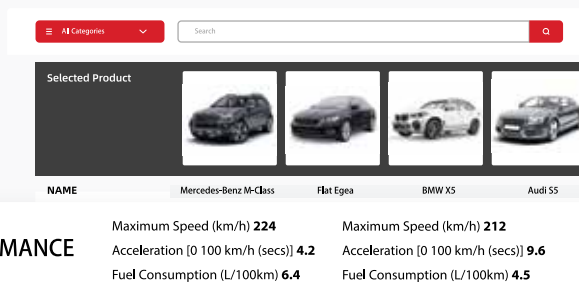 All Categories
Search
Selected Product
NAME Mercedes-Benz M-Class Fiat Egea BMW X5 Audi S5
Maximum Speed (km/h) 224 Maximum Speed (km/h) 212
MANCE Acceleration [0 100 km/h (secs)] 4.2 Acceleration [0 100 km/h (secs)] 9.6
Fuel Consumption (L/100km) 6.4 Fuel Consumption (L/100km) 4.5